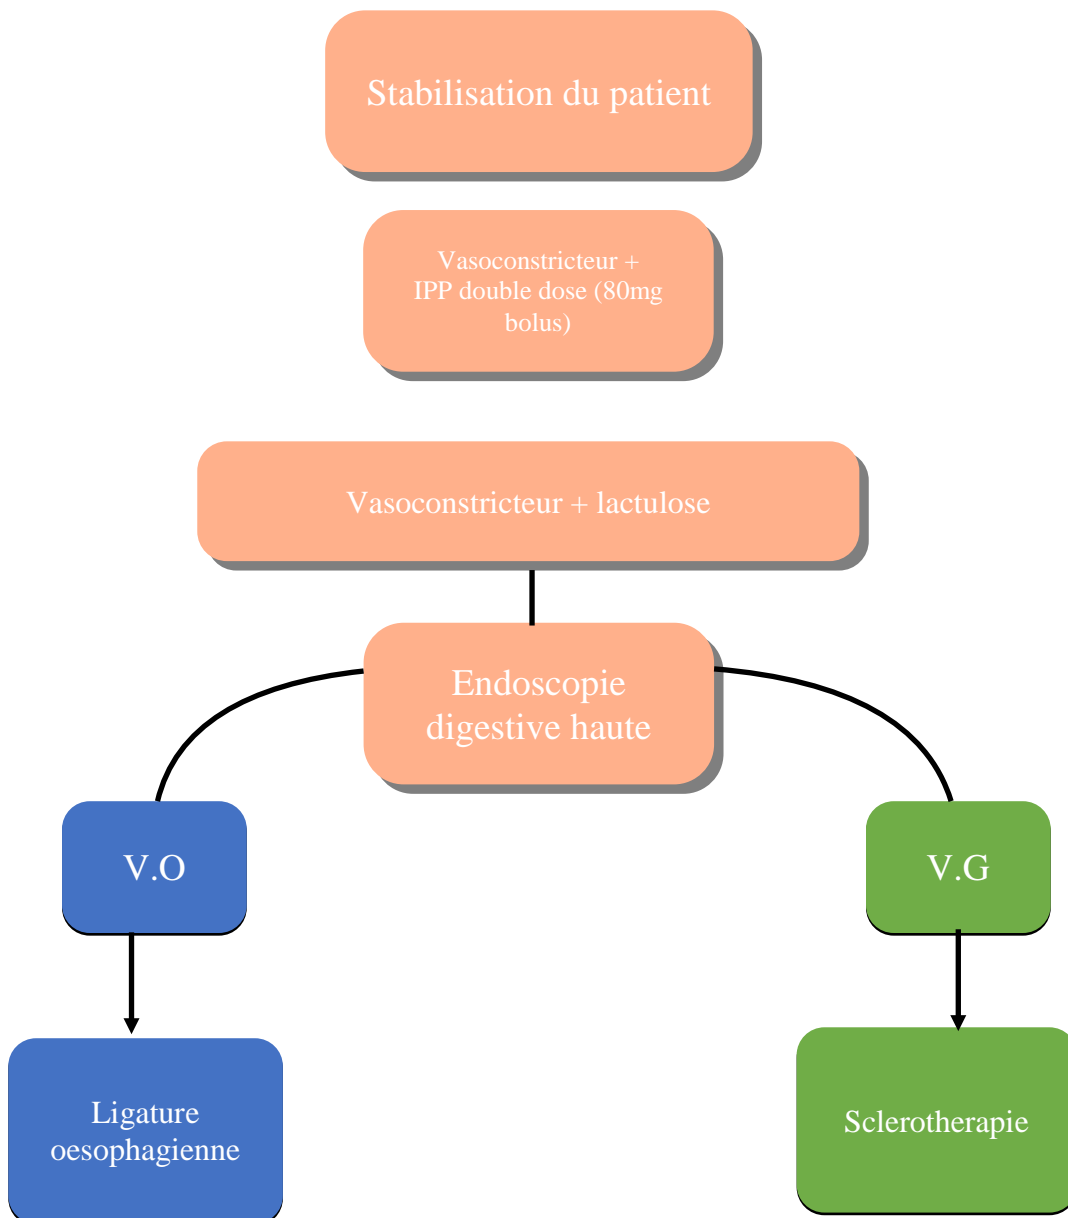 Stabilisation du patient
Vasoconstricteur +
IPP double dose (80mg
bolus)
Vasoconstricteur + lactulose
Endoscopie
digestive haute
V.O
V.G
Ligature
oesophagienne
Sclerotherapie